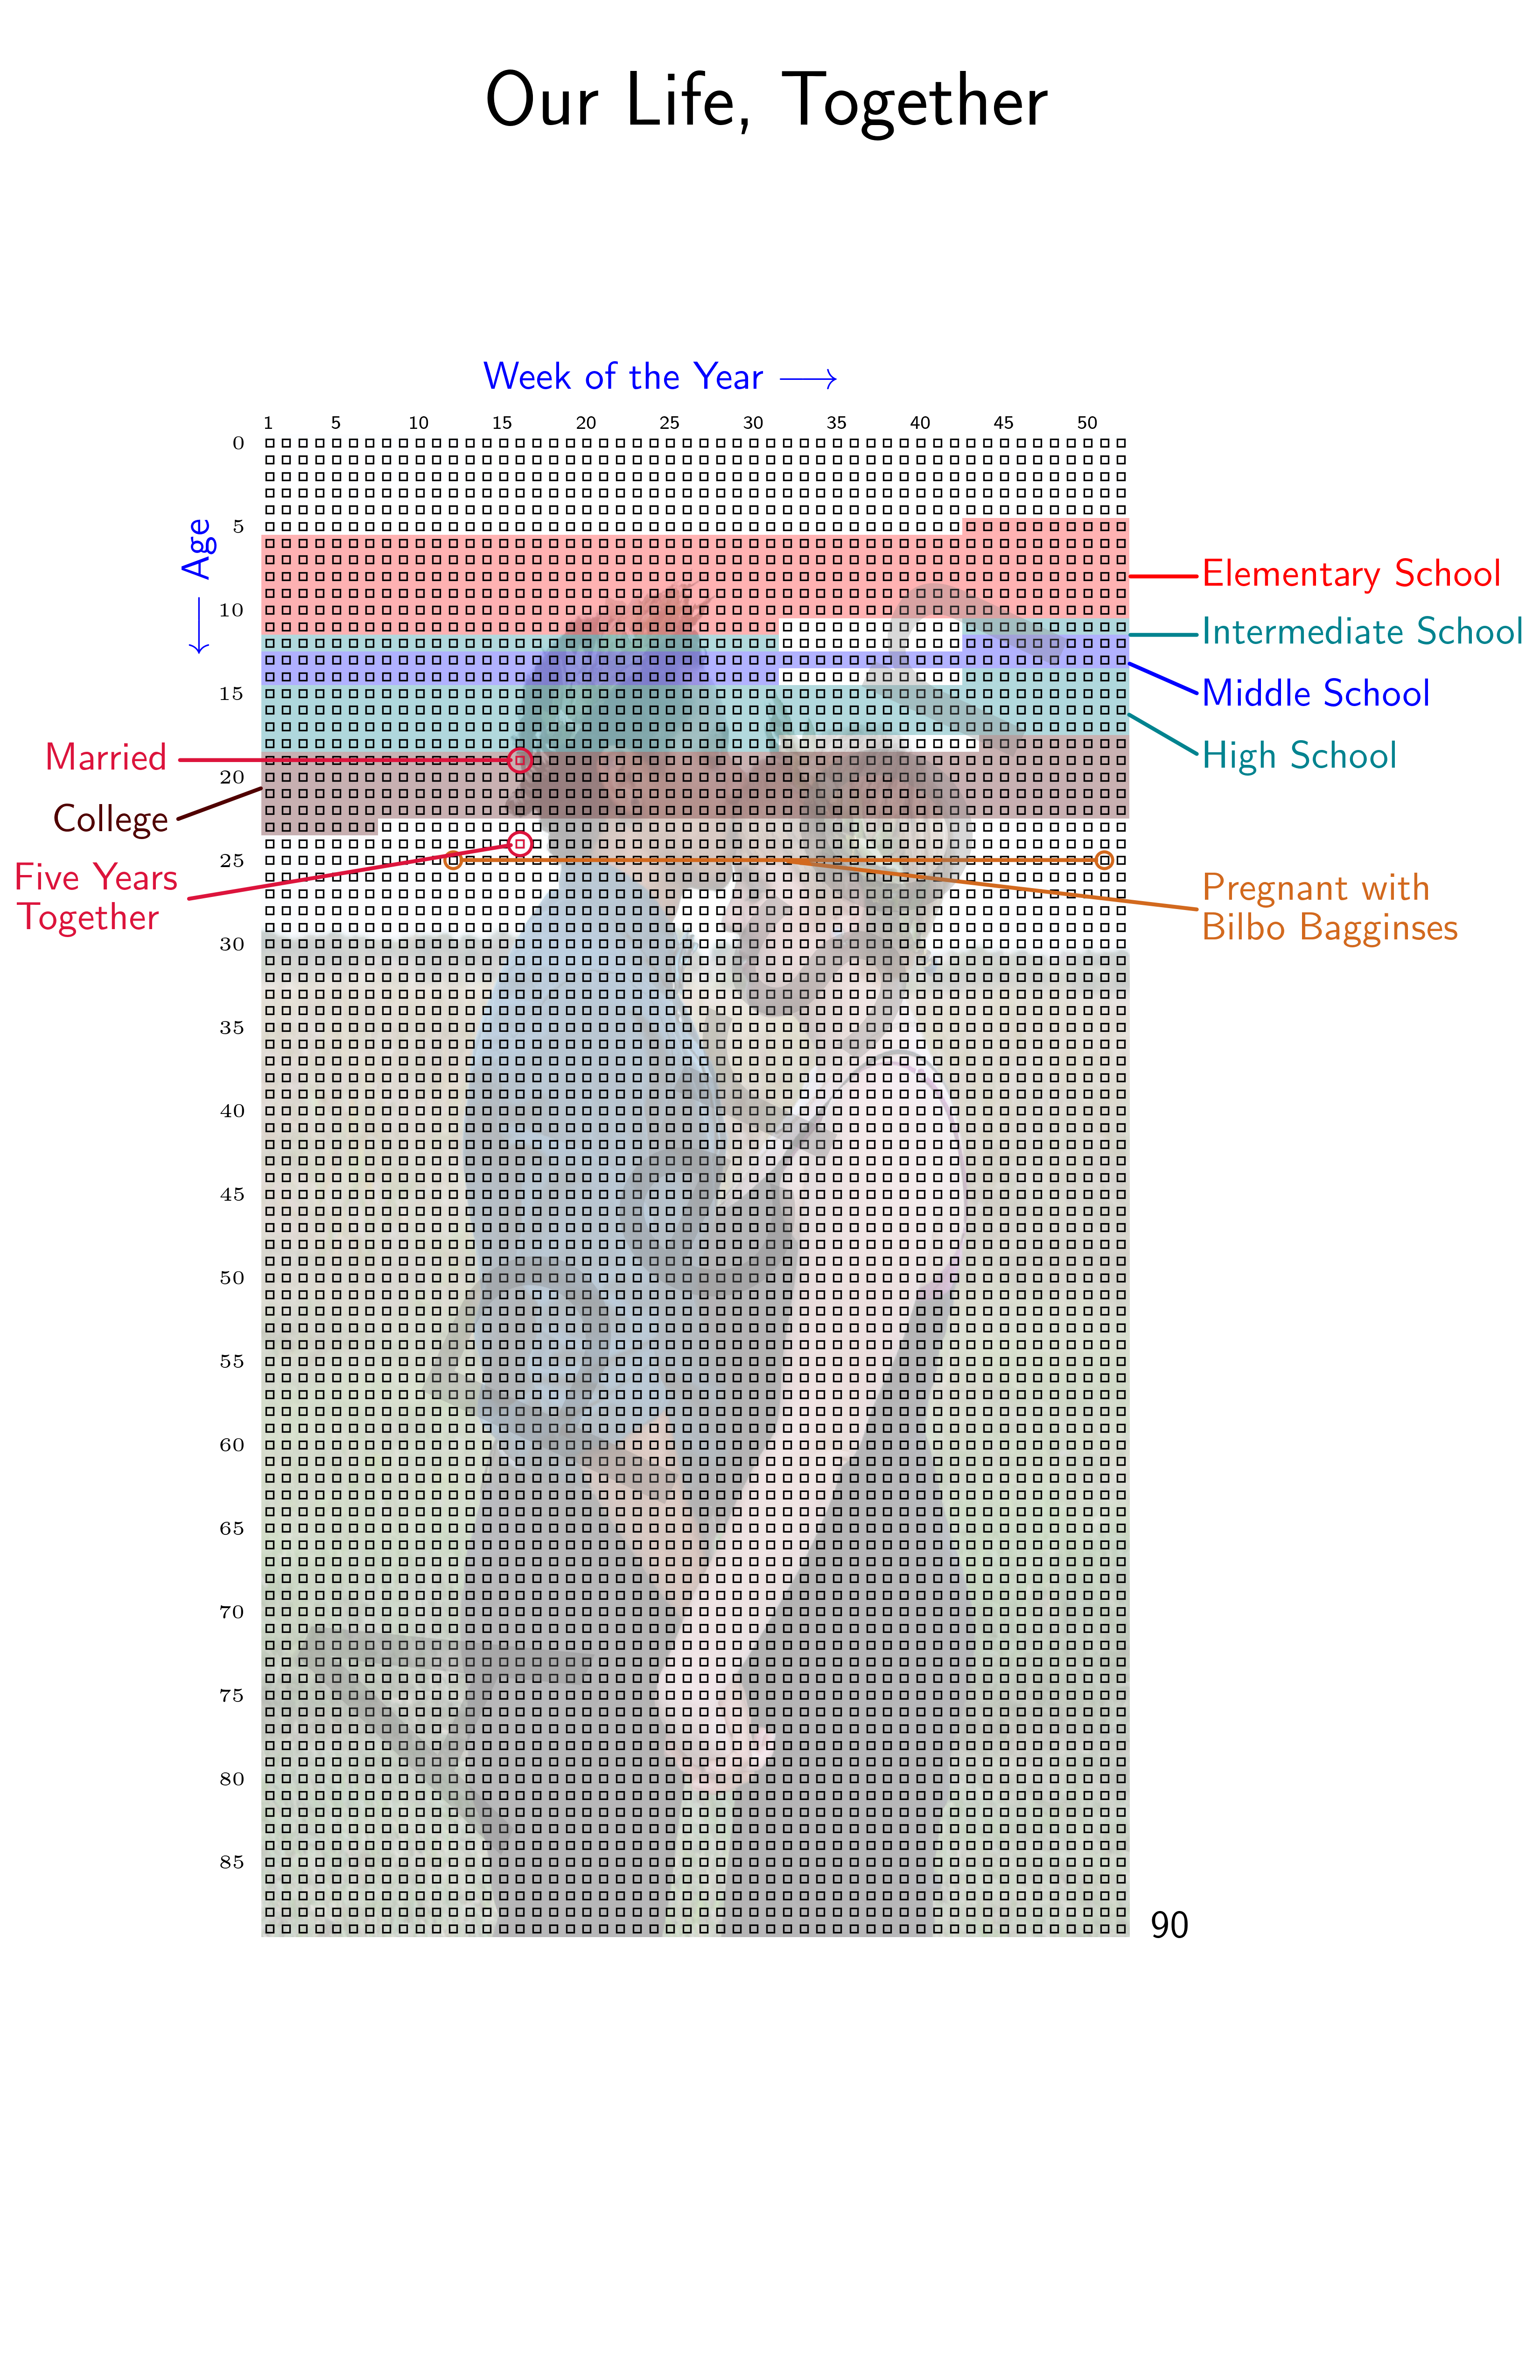 Our Life, Together
Week of the Year
1 5 10 15 20 25 30 35 40 45 50
0
Age
5
Elementary School
10
Intermediate School
15
Middle School
Married
High School
20
College
25
Five Years
Together
Pregnant with
Bilbo Bagginses
30
35
40
45
50
55
60
65
70
75
80
85
90